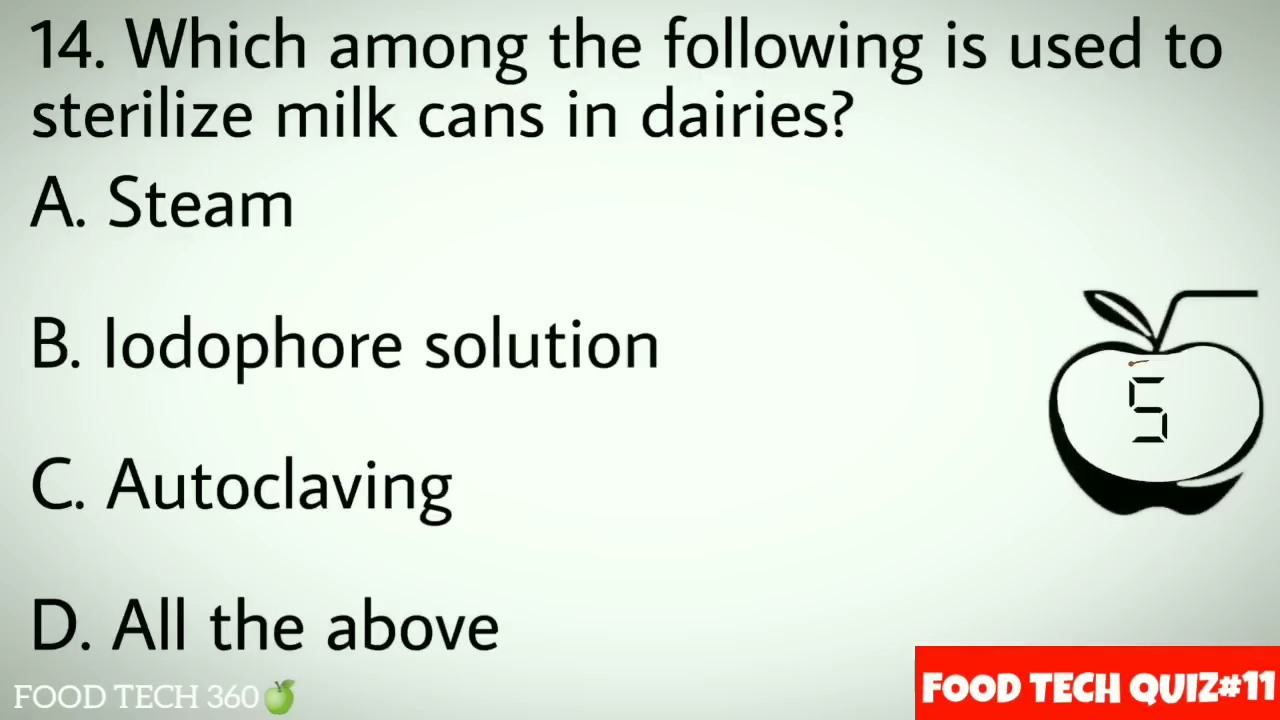 14. Which among the following is used to
sterilize milk cans in dairies?
A. Steam
B. Iodophore solution
5
C. Autoclaving
D. All the above
FOOD TECH 360
FOOD TECH QUIZ#11